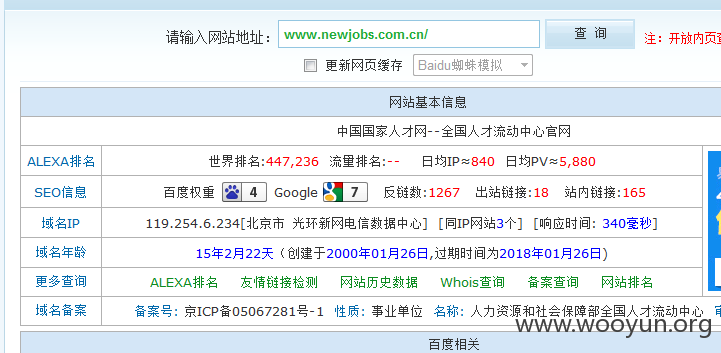 请输入网站地址: www.newjobs.com.cn/ 查 询 注：开放内页
更新网页缓存 Baidu蜘蛛模拟
网站基本信息
中国国家人才网--全国人才流动中心官网
ALEXA排名 世界排名:447,236 流量排名:-- 日均IP≈840 日均PV≈5,880
SEO信息 百度权重 4 Google 7 反链数:1267 出站链接:18 站内链接:165
域名IP 119.254.6.234[北京市 光环新网电信数据中心] [同IP网站3个] [响应时间: 340毫秒]
域名年龄 15年2月22天 (创建于2000年01月26日,过期时间为2018年01月26日)
更多查询 ALEXA排名 友情链接检测 网站历史数据 Whois查询 备案查询 网站排名
域名备案 备案号: 京ICP备05067281号-1 性质: 事业单位 名称: 人力资源和社会保障部全国人才流动中心
www.wooyun.org
百度相关